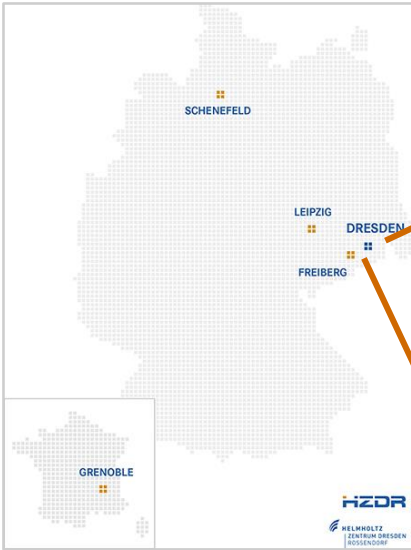 SCHENEFELD
LEIPZIG
DRESDEN
FREIBERG
GRENOBLE
HZDR
HELMHOLTZ
ZENTRUM DRESDEN
ROSSENDORF